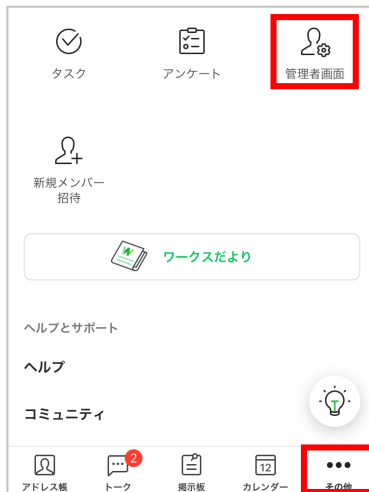 タスク
アンケート
管理者画面
新規メンバー
招待
W
ワークスだより
ヘルプとサポート
ヘルプ
コミュニティ
T
2
12
アドレス帳
トーク
掲示板
カレンダー
その他